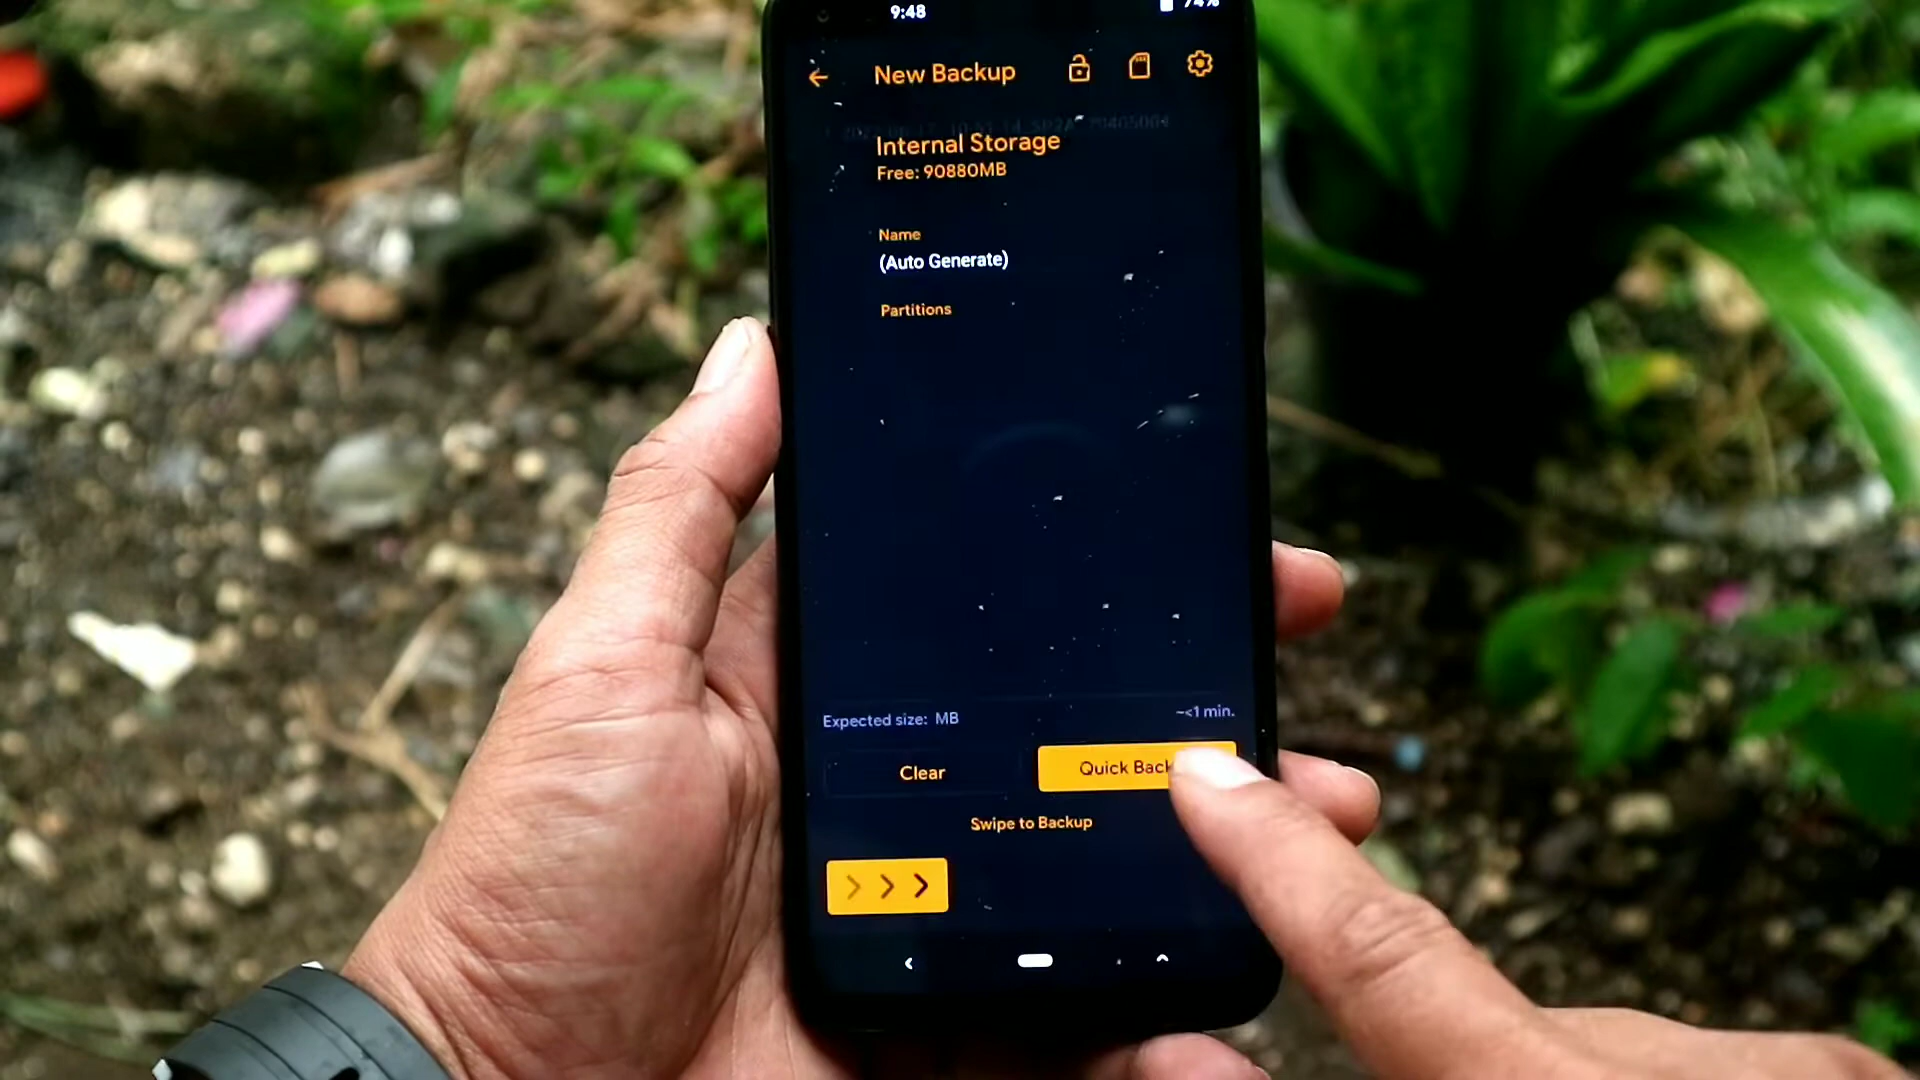 9:48
74%
New Backup
Internal Storage
Free: 90880MB
Name
(Auto Generate)
Partitions
Expected size: MB
~<1 min.
Clear
Quick Back
Swipe to Backup